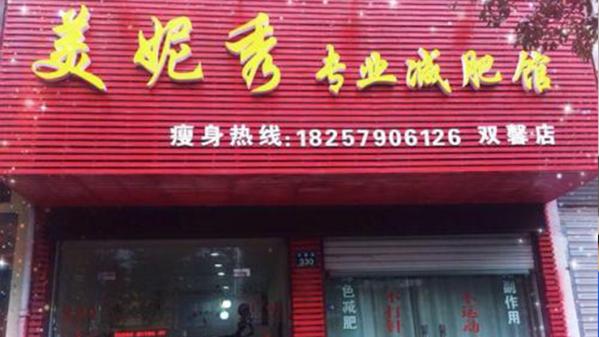 美妮秀 专业减肥馆
瘦身热线:18257906126 双馨店
330
色减肥
不打针
不运动
副作用